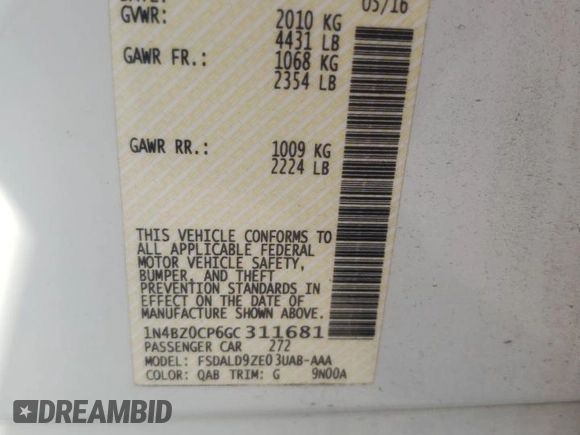 05/16
GVWR: 2010 KG
4431 LB
GAWR FR.: 1068 KG
2354 LB
GAWR RR.: 1009 KG
2224 LB
THIS VEHICLE CONFORMS TO
ALL APPLICABLE FEDERAL
MOTOR VEHICLE SAFETY,
BUMPER, AND THEFT
PREVENTION STANDARDS IN
EFFECT ON THE DATE OF
MANUFACTURE SHOWN ABOVE.
1N4BZ0CP6GC311681
PASSENGER CAR 272
MODEL: FSDALD9ZE03UAB-AAA
COLOR: QAB TRIM: G 9N00A
DREAMBID